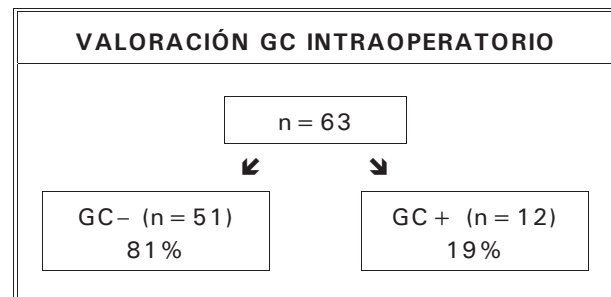 VALORACIÓN GC INTRAOPERATORIO
n = 63
GC– (n = 51)
81%
GC + (n = 12)
19%